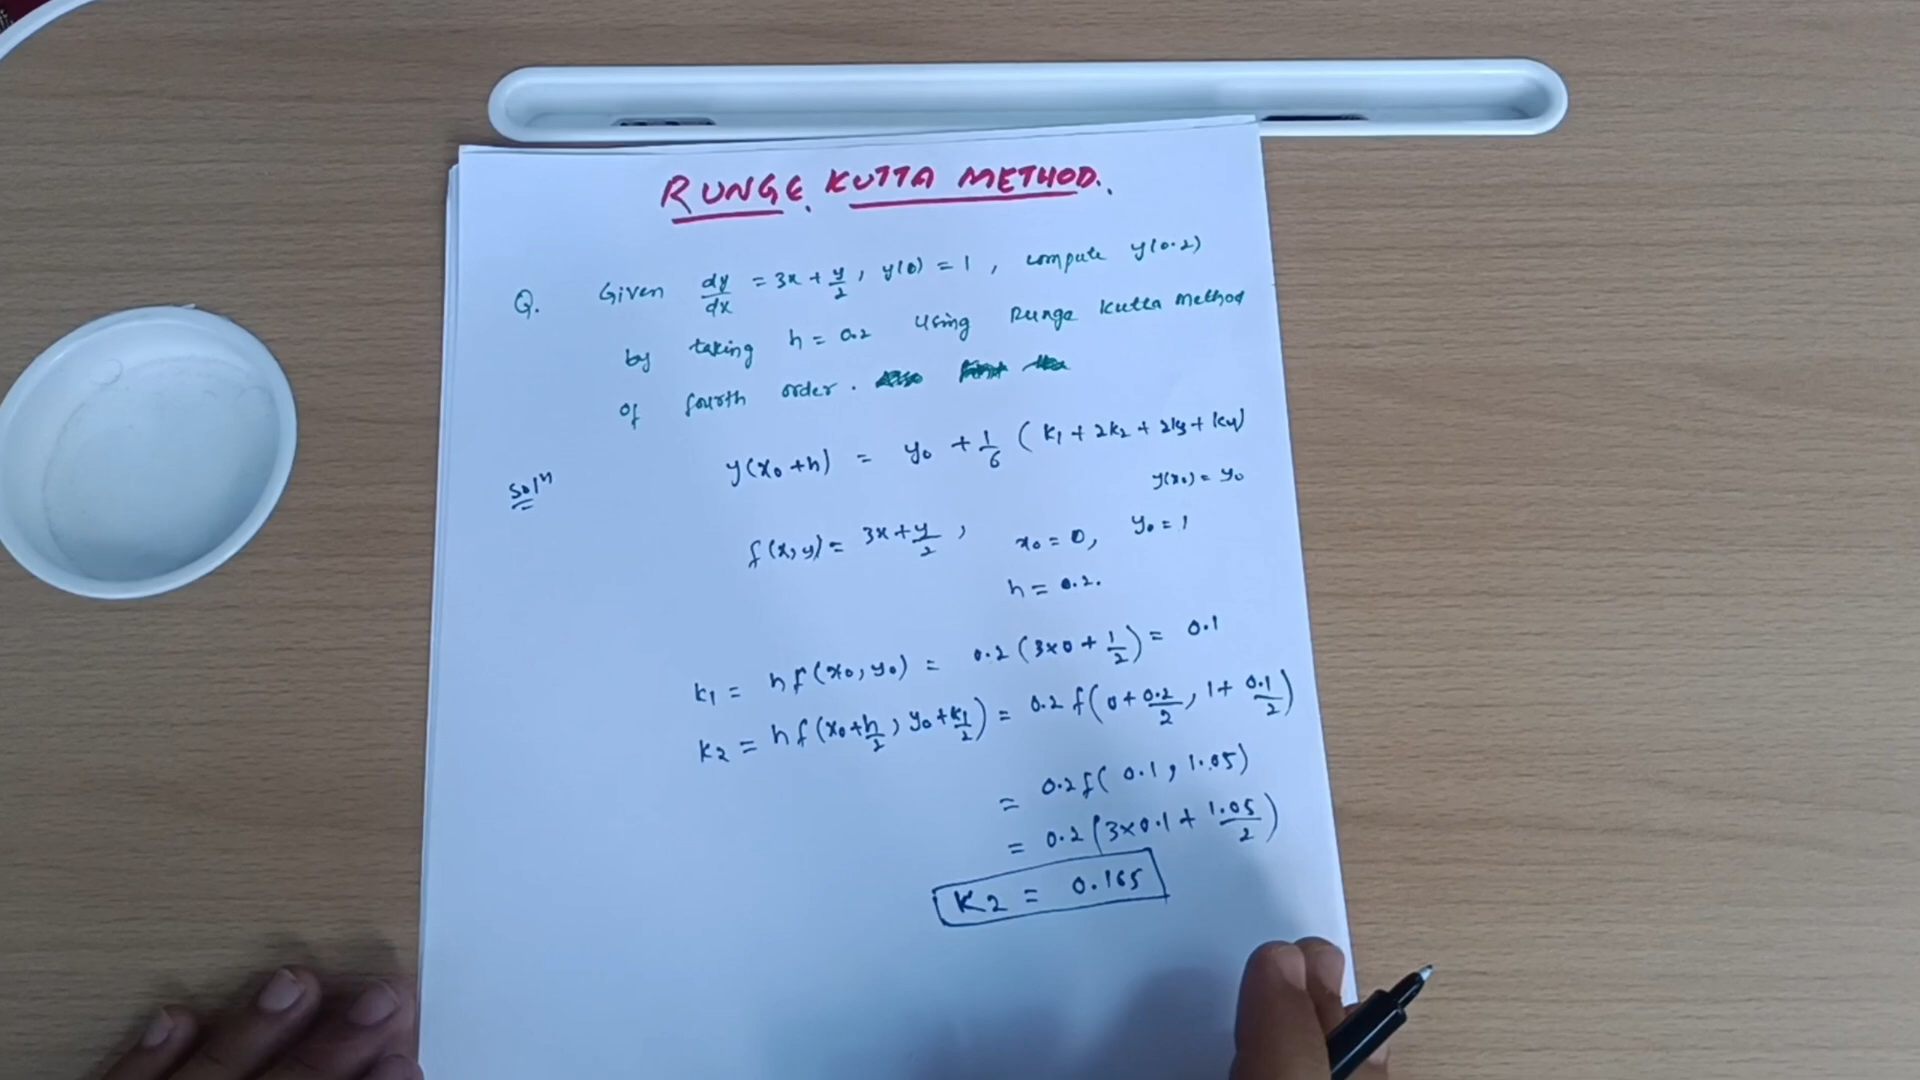 RUNGE KUTTA METHOD.
Q. Given dy/dx = 3x + y/2, y(0) = 1, compute y(0.2)
by taking h = 0.2 using Runge Kutta Method
of fourth order.
Solⁿ y(x₀+h) = y₀ + 1/6 (k₁ + 2k₂ + 2k₃ + k₄)
y(x₀) = y₀
f(x,y) = 3x + y/2, x₀ = 0, y₀ = 1
h = 0.2.
k₁ = hf(x₀,y₀) = 0.2(3×0 + 1/2) = 0.1
k₂ = hf(x₀+h/2, y₀+k₁/2) = 0.2 f(0+0.2/2, 1+0.1/2)
= 0.2f(0.1, 1.05)
= 0.2(3×0.1 + 1.05/2)
K₂ = 0.165